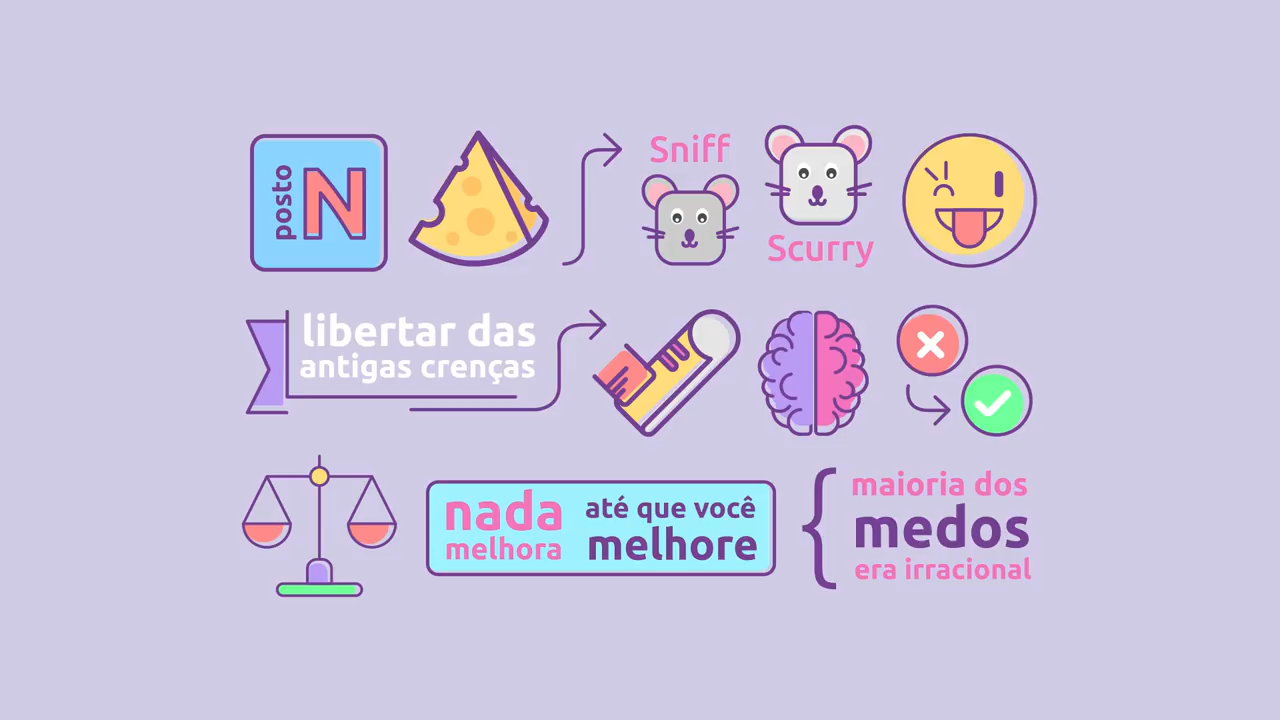 posto
N
Sniff
Scurry
libertar das
antigas crenças
nada
melhora
até que você
melhore
maioria dos
medos
era irracional